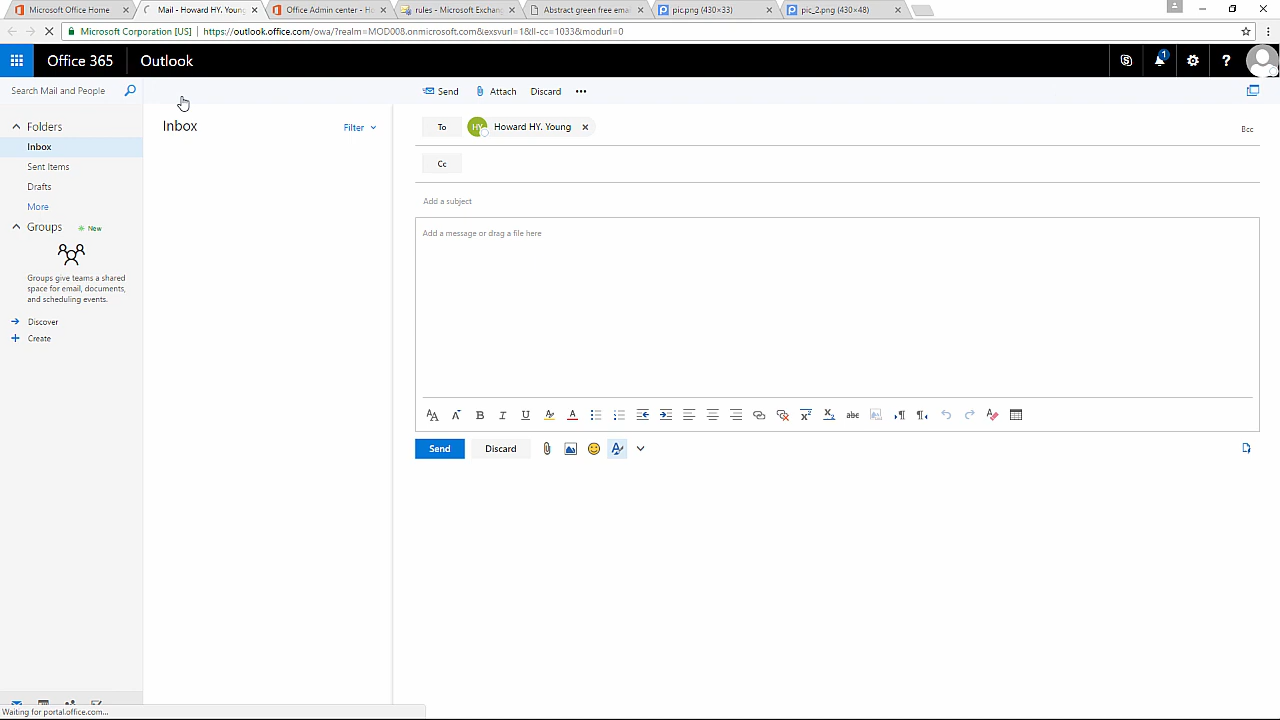 Microsoft Office Home
Mail - Howard HY. Young
Office Admin center - H
rules - Microsoft Exchang
Abstract green free emai
pic.png (430×33)
pic_2.png (430×48)
Microsoft Corporation [US]
https://outlook.office.com/owa/?realm=MOD008.onmicrosoft.com&exsvurl=1&ll-cc=1033&modurl=0
Office 365
Outlook
1
?
Search Mail and People
Send
Attach
Discard
•••
Folders
Inbox
Sent Items
Drafts
More
Groups
New
Groups give teams a shared
space for email, documents,
and scheduling events.
Discover
Create
Inbox
Filter
To
HY
Howard HY. Young
Bcc
Cc
Add a subject
Add a message or drag a file here
B
I
U
abc
Send
Discard
Waiting for portal.office.com...